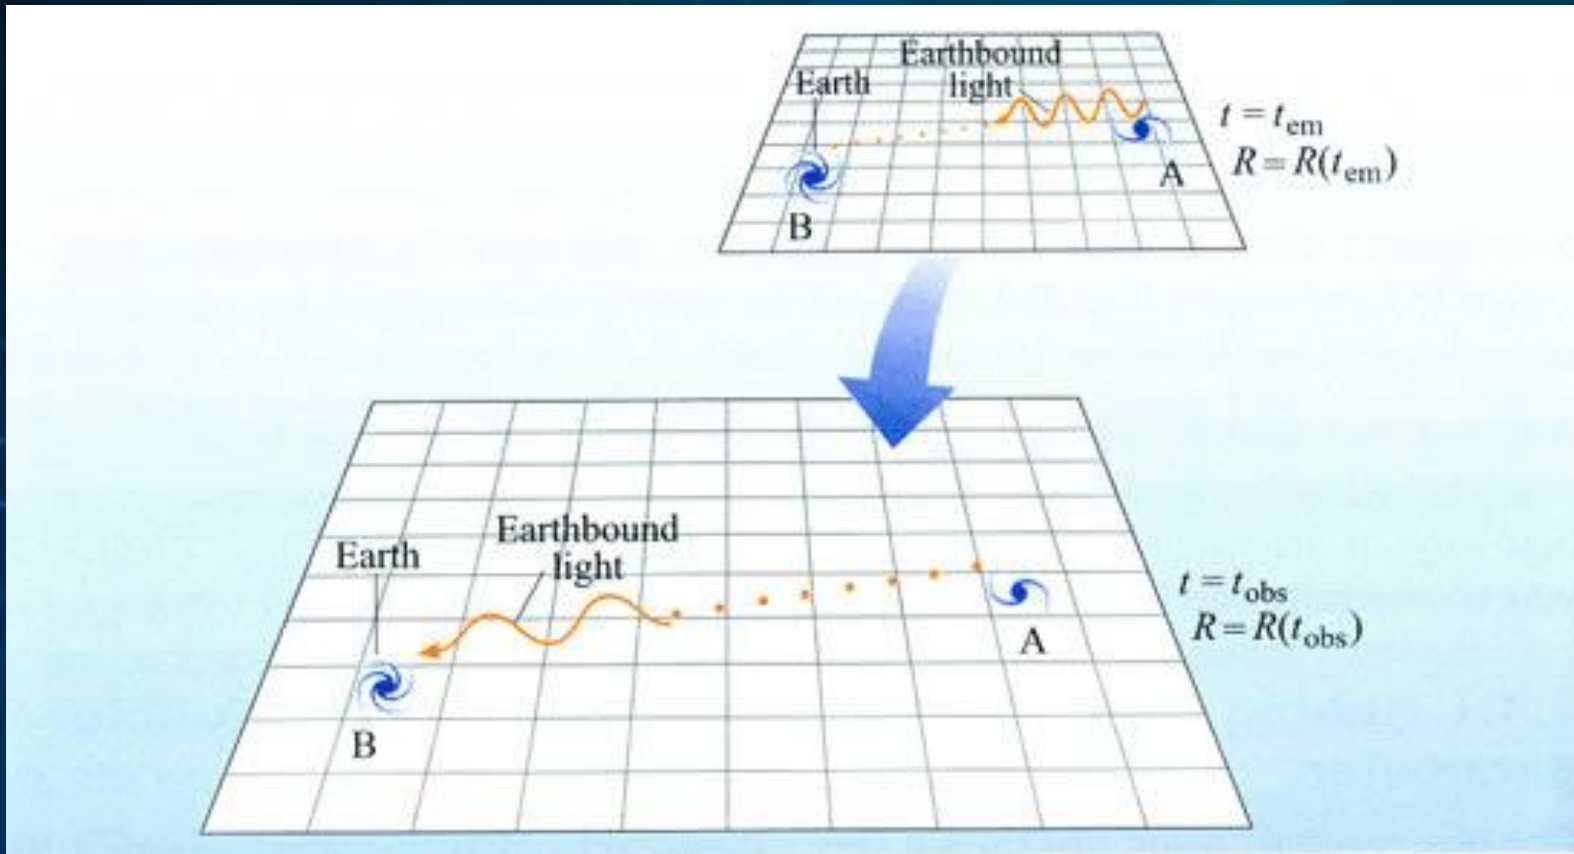 Earthbound
light
Earth
t = t_em
R = R(t_em)
A
B
Earthbound
light
Earth
t = t_obs
R = R(t_obs)
A
B